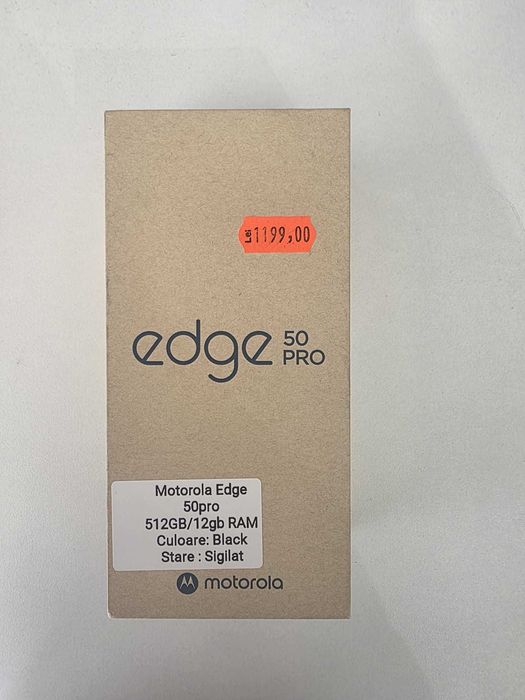 Lei 1199,00
edge 50
PRO
Motorola Edge
50pro
512GB/12gb RAM
Culoare: Black
Stare : Sigilat
motorola